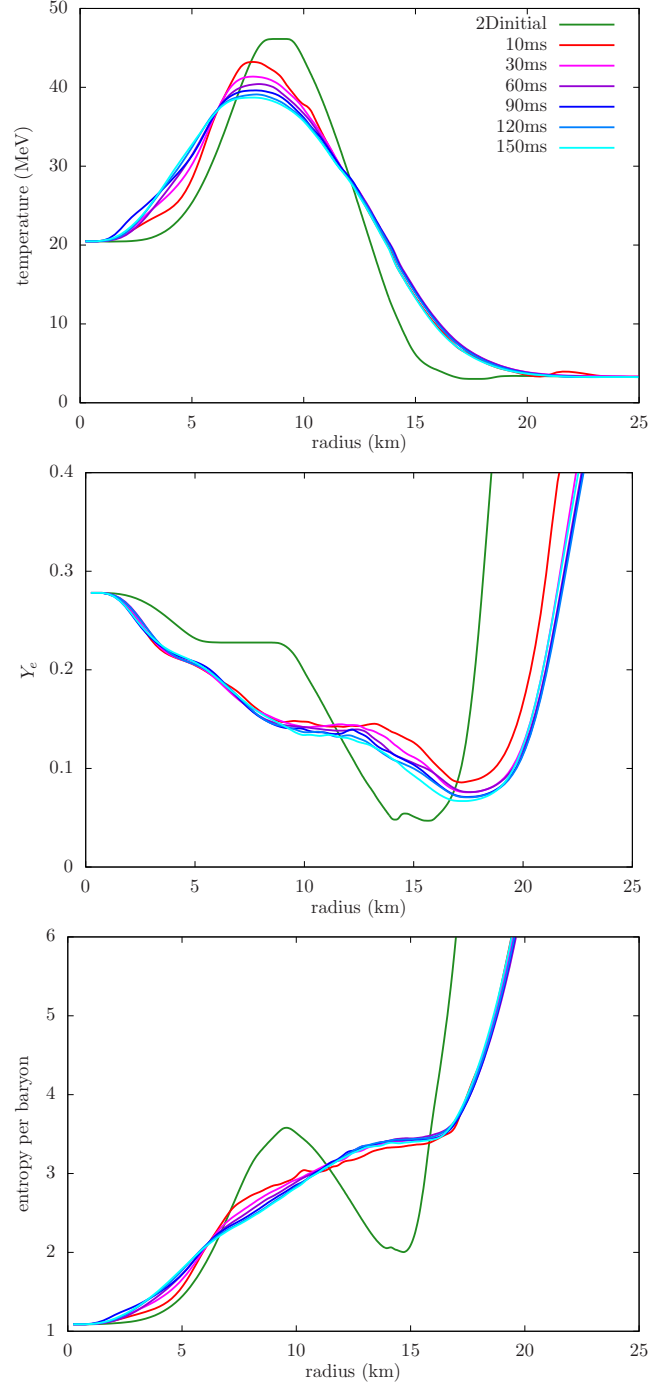 50
40
30
20
10
0
temperature (MeV)
2Dinitial
10ms
30ms
60ms
90ms
120ms
150ms
0 5 10 15 20 25
radius (km)
0.4
0.3
0.2
0.1
0
Y_e
0 5 10 15 20 25
radius (km)
6
5
4
3
2
1
entropy per baryon
0 5 10 15 20 25
radius (km)